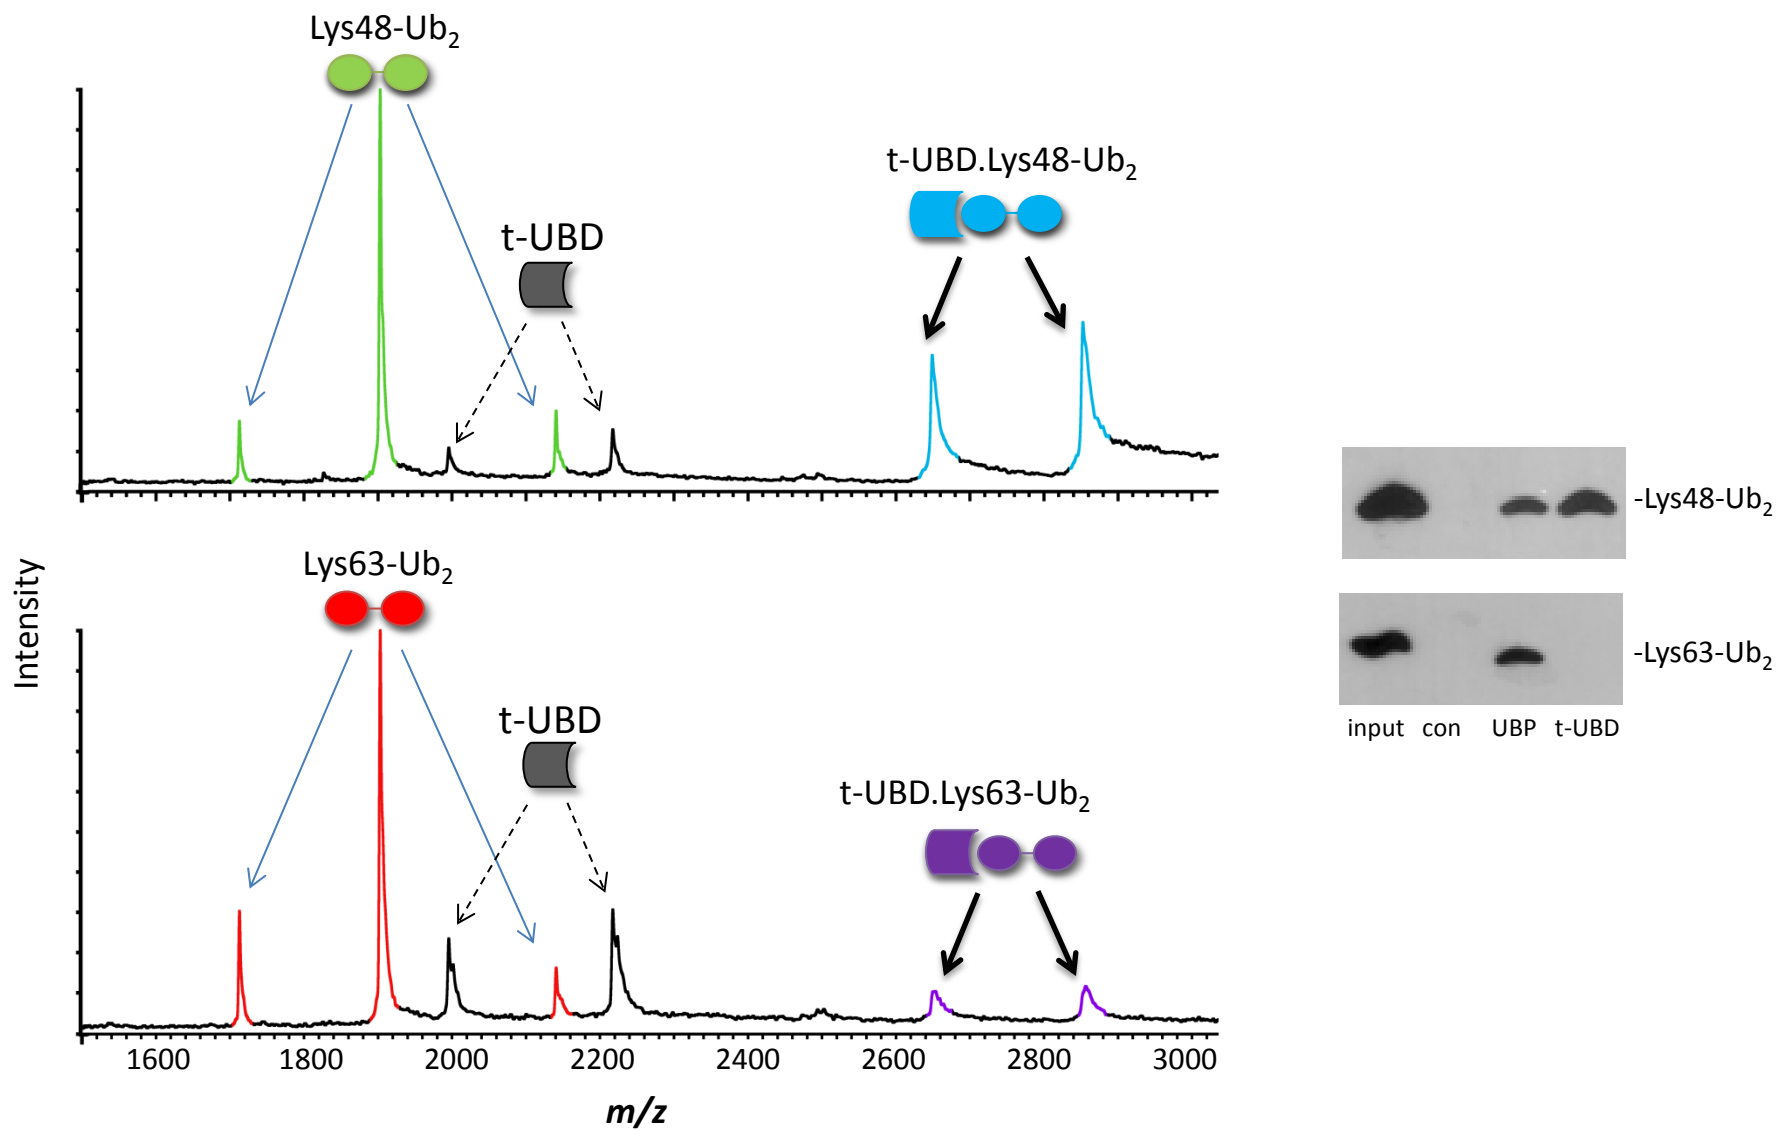 Lys48-Ub2
t-UBD
t-UBD.Lys48-Ub2
Lys63-Ub2
t-UBD
t-UBD.Lys63-Ub2
Intensity
1600 1800 2000 2200 2400 2600 2800 3000
m/z
-Lys48-Ub2
-Lys63-Ub2
input con UBP t-UBD